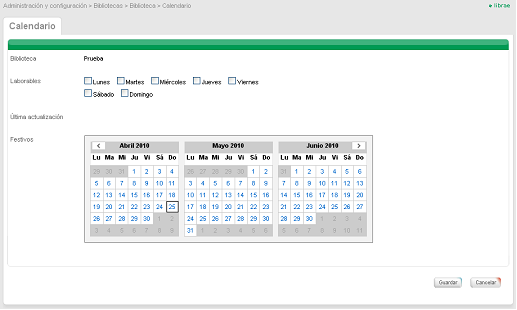 Administración y configuración > Bibliotecas > Biblioteca > Calendario
librae
Calendario
Biblioteca Prueba
Laborables Lunes Martes Miércoles Jueves Viernes
Sábado Domingo
Última actualización
Festivos
< Abril 2010 Mayo 2010 Junio 2010 >
Lu Ma Mi Ju Vi Sá Do Lu Ma Mi Ju Vi Sá Do Lu Ma Mi Ju Vi Sá Do
29 30 31 1 2 3 4 26 27 28 29 30 1 2 31 1 2 3 4 5 6
5 6 7 8 9 10 11 3 4 5 6 7 8 9 7 8 9 10 11 12 13
12 13 14 15 16 17 18 10 11 12 13 14 15 16 14 15 16 17 18 19 20
19 20 21 22 23 24 25 17 18 19 20 21 22 23 21 22 23 24 25 26 27
26 27 28 29 30 1 2 24 25 26 27 28 29 30 28 29 30 1 2 3 4
3 4 5 6 7 8 9 31 1 2 3 4 5 6 5 6 7 8 9 10 11
Guardar Cancelar